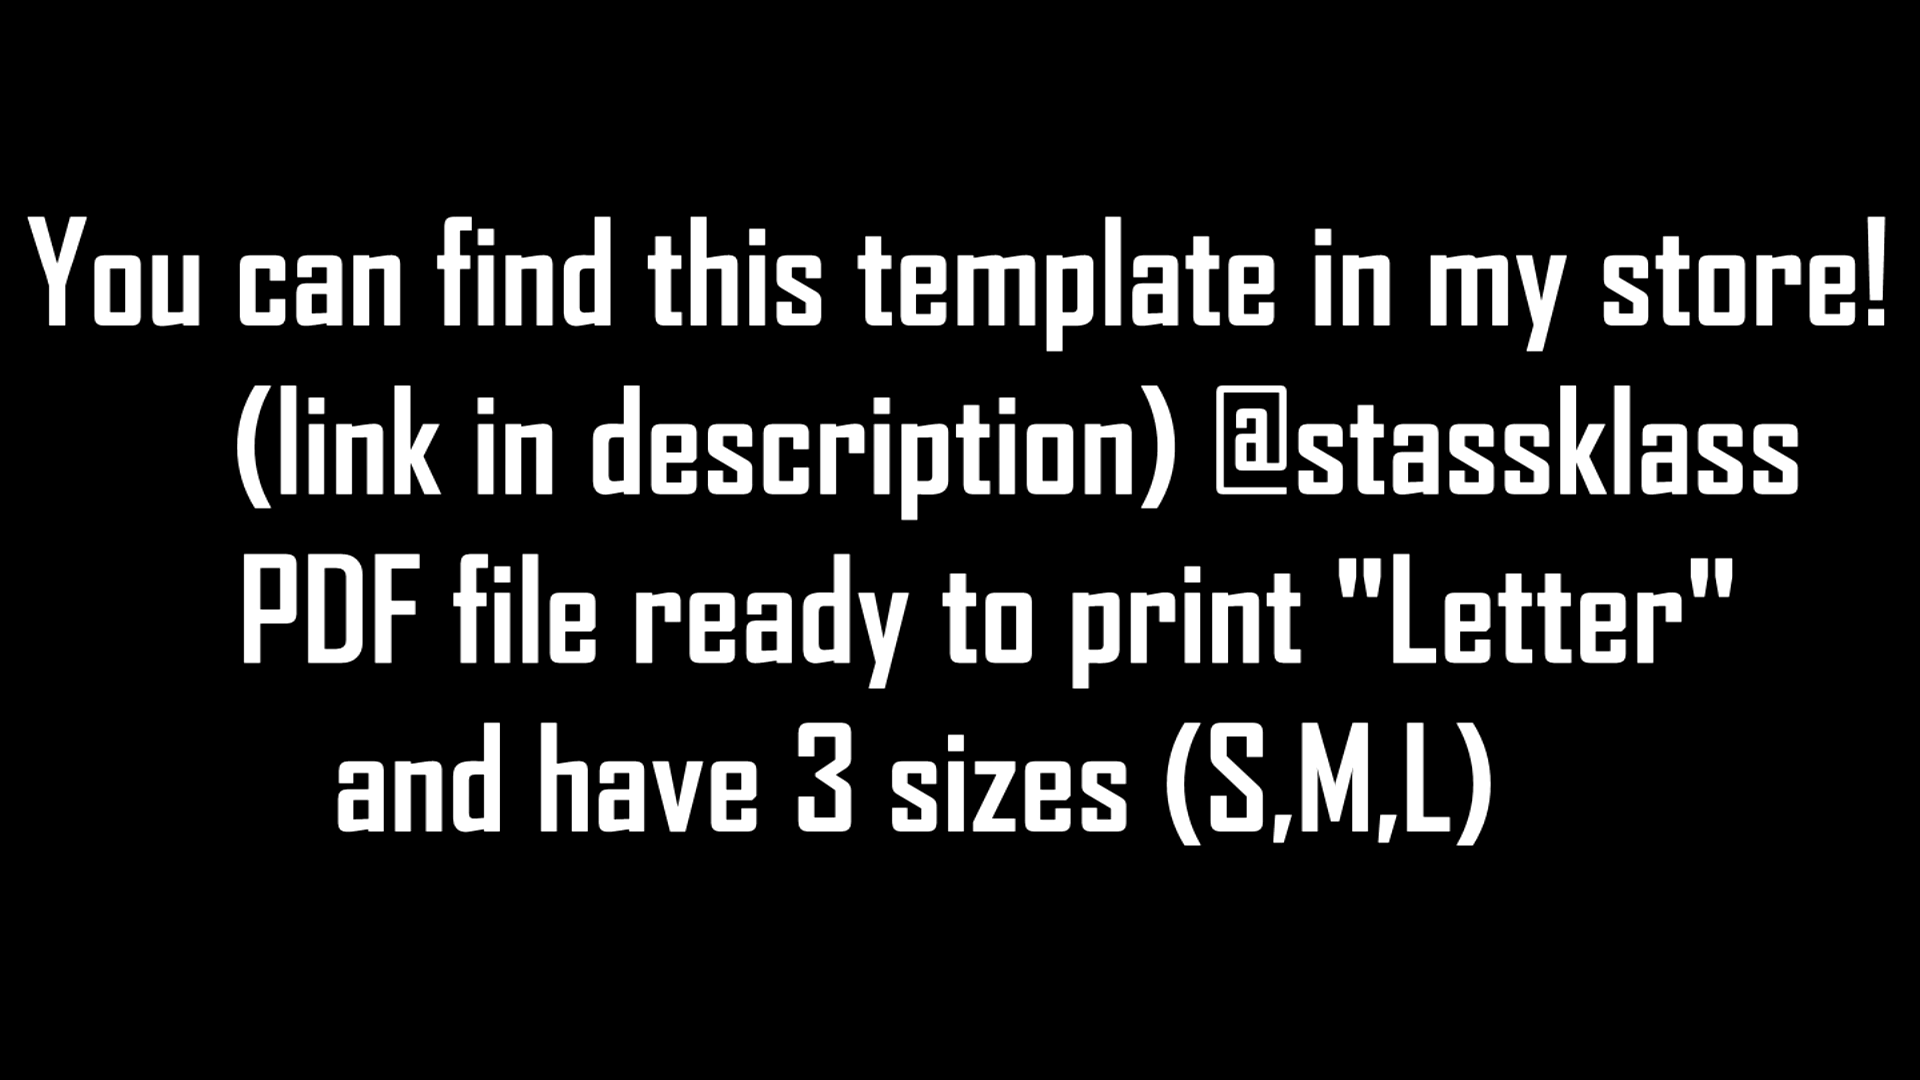 You can find this template in my store!
(link in description) @stassklass
PDF file ready to print "Letter"
and have 3 sizes (S,M,L)